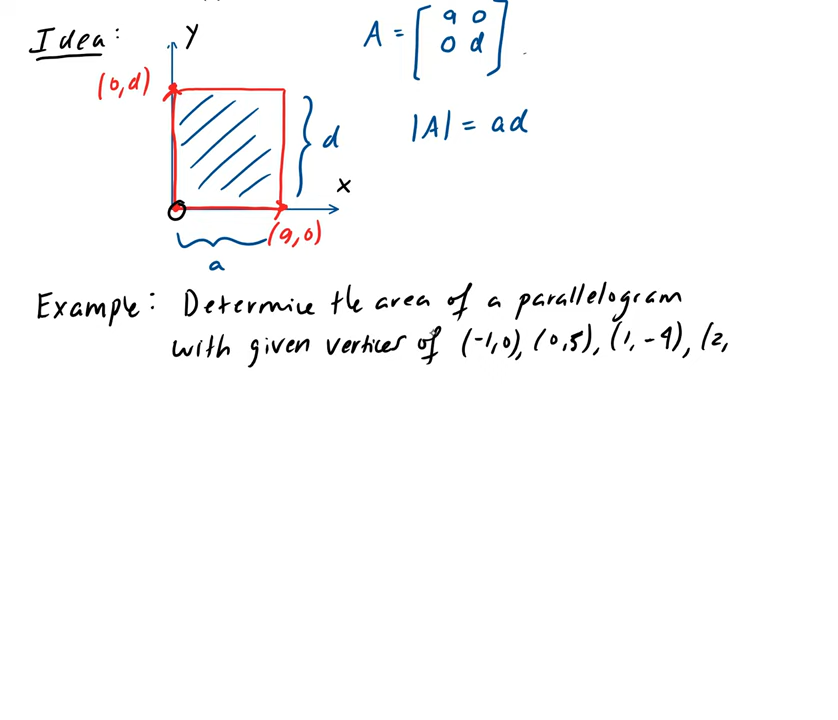 Idea:
y
A = [a 0
0 d]
(0,d)
|A| = ad
d
x
(a,0)
a
Example: Determine the area of a parallelogram
with given vertices of (-1,0), (0,5), (1,-4), (2,